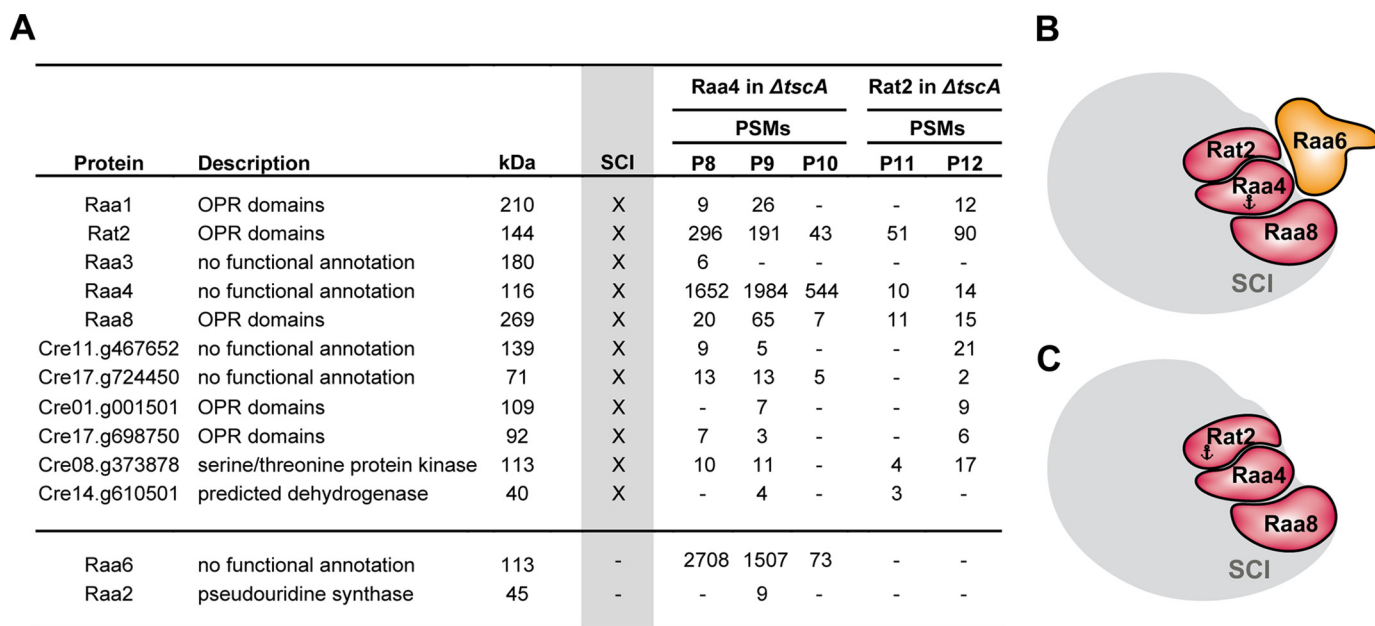 A
Raa4 in ΔtscA Rat2 in ΔtscA
PSMs PSMs
Protein Description kDa SCI P8 P9 P10 P11 P12
Raa1 OPR domains 210 X 9 26 - - 12
Rat2 OPR domains 144 X 296 191 43 51 90
Raa3 no functional annotation 180 X 6 - - - -
Raa4 no functional annotation 116 X 1652 1984 544 10 14
Raa8 OPR domains 269 X 20 65 7 11 15
Cre11.g467652 no functional annotation 139 X 9 5 - - 21
Cre17.g724450 no functional annotation 71 X 13 13 5 - 2
Cre01.g001501 OPR domains 109 X - 7 - - 9
Cre17.g698750 OPR domains 92 X 7 3 - - 6
Cre08.g373878 serine/threonine protein kinase 113 X 10 11 - 4 17
Cre14.g610501 predicted dehydrogenase 40 X - 4 - 3 -
Raa6 no functional annotation 113 - 2708 1507 73 - -
Raa2 pseudouridine synthase 45 - - 9 - - -
B
Rat2
Raa6
Raa4
Raa8
SCI
C
Rat2
Raa4
Raa8
SCI